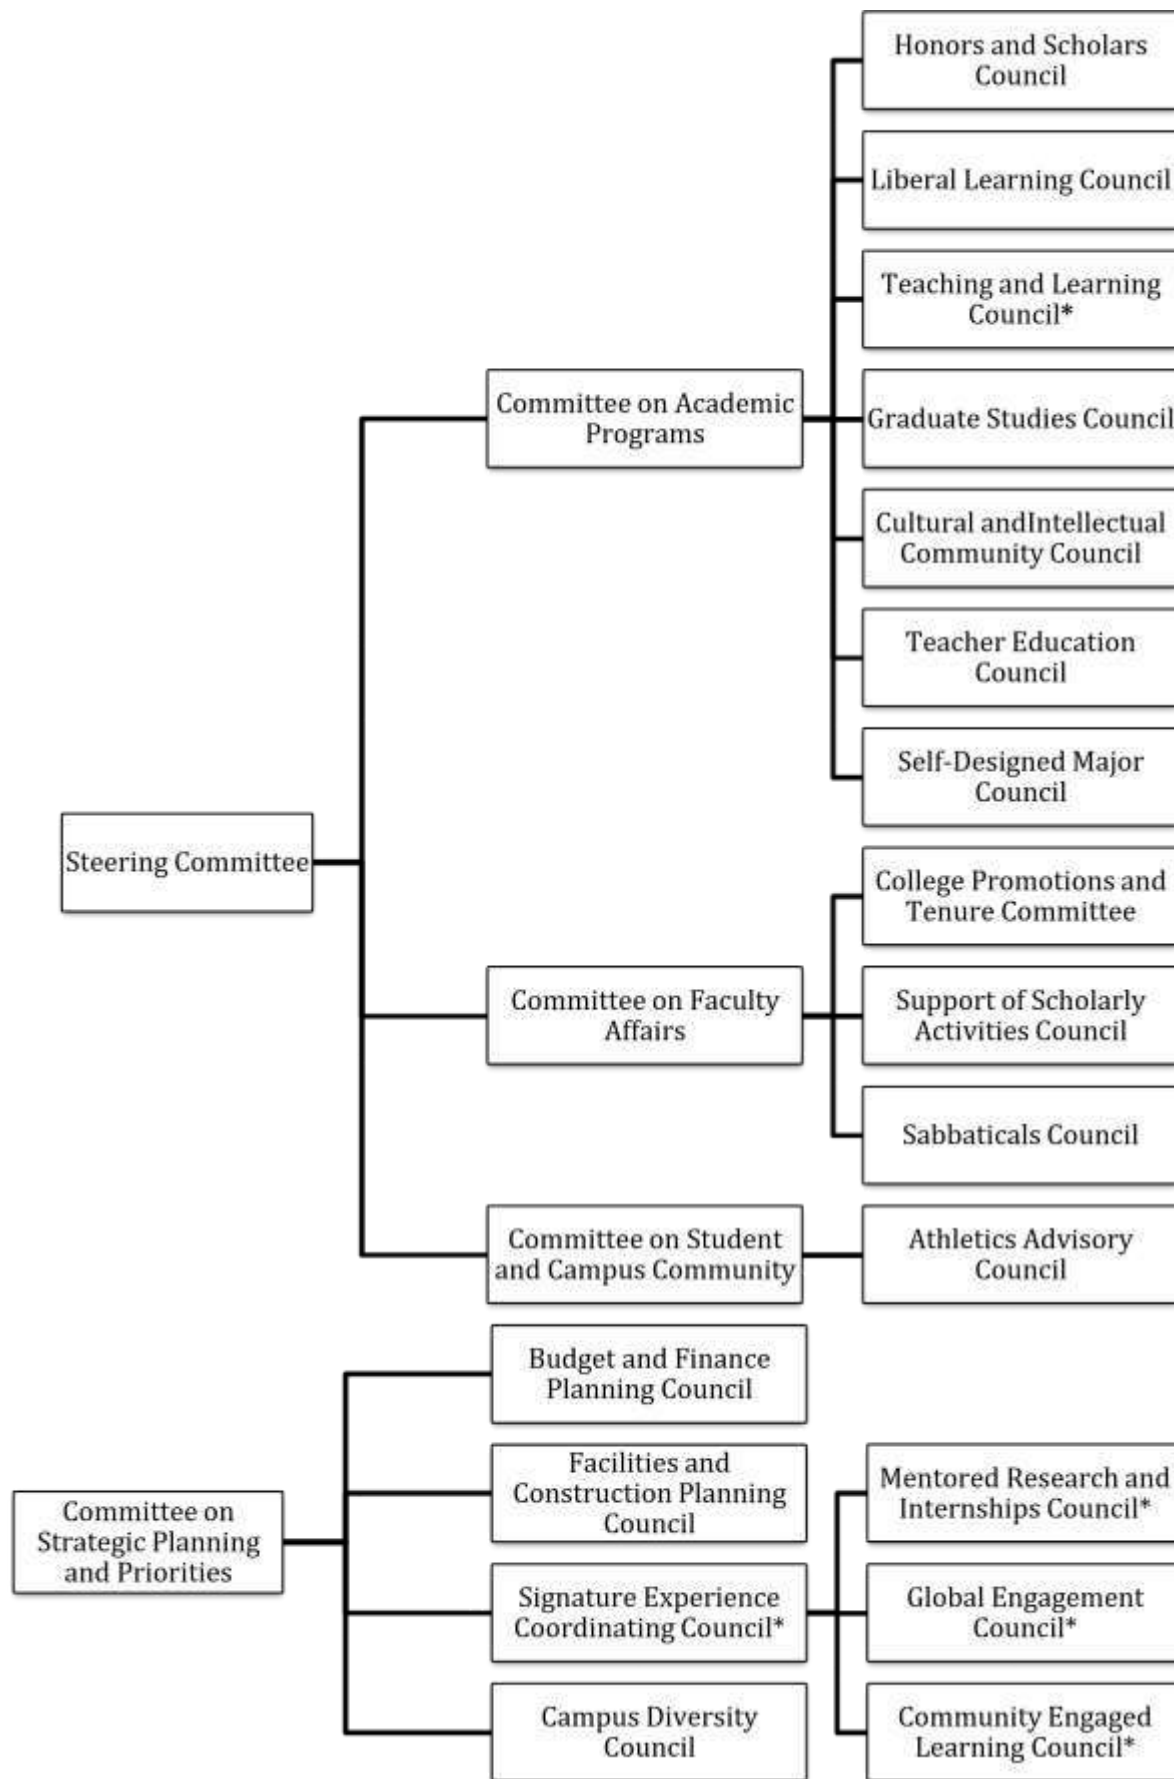 Honors and Scholars
Council
Liberal Learning Council
Teaching and Learning
Council*
Committee on Academic
Programs
Graduate Studies Council
Cultural andIntellectual
Community Council
Teacher Education
Council
Self-Designed Major
Council
Steering Committee
College Promotions and
Tenure Committee
Committee on Faculty
Affairs
Support of Scholarly
Activities Council
Sabbaticals Council
Committee on Student
and Campus Community
Athletics Advisory
Council
Budget and Finance
Planning Council
Facilities and
Construction Planning
Council
Mentored Research and
Internships Council*
Committee on
Strategic Planning
and Priorities
Signature Experience
Coordinating Council*
Global Engagement
Council*
Campus Diversity
Council
Community Engaged
Learning Council*